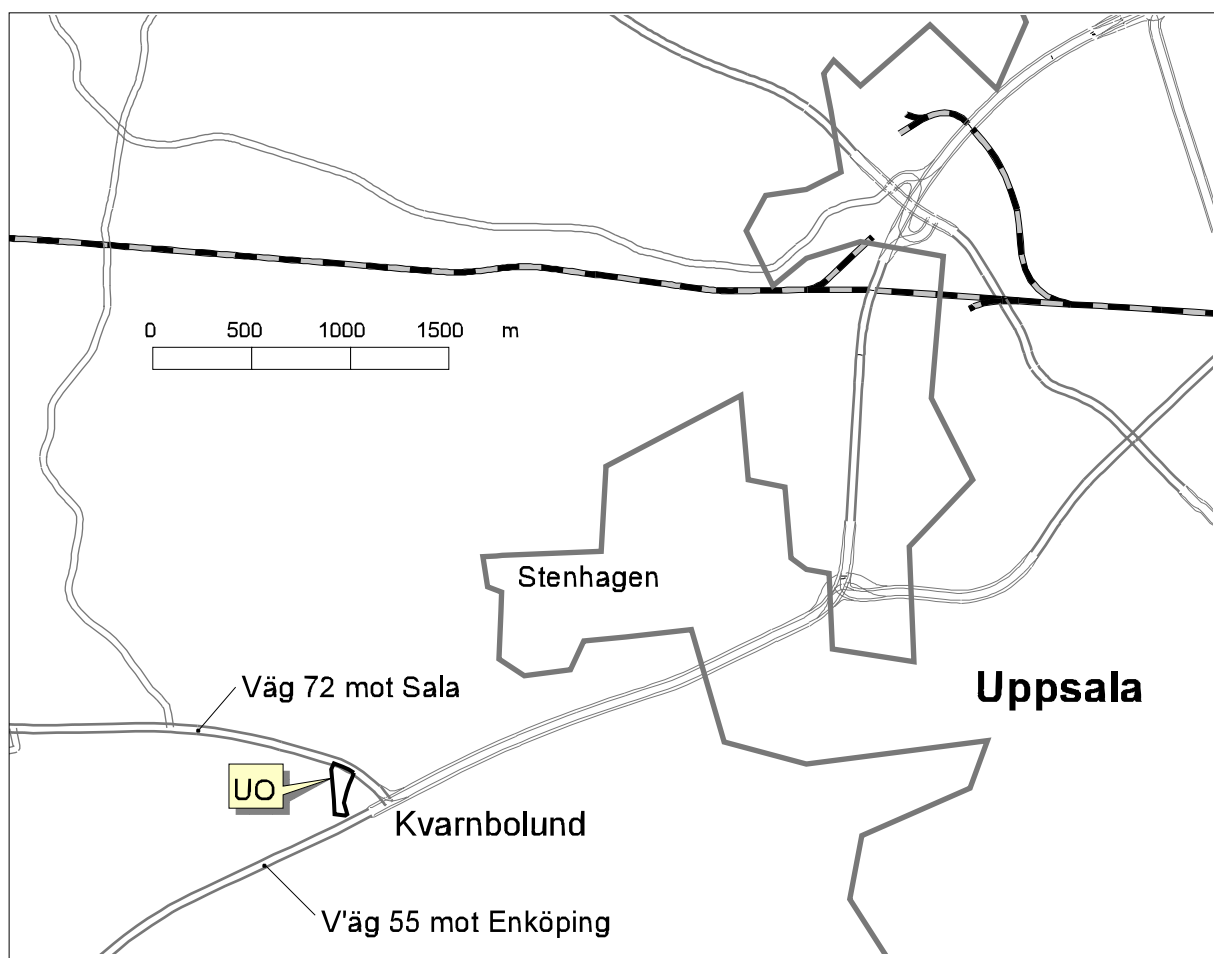 0 500 1000 1500 m
Stenhagen
Uppsala
Väg 72 mot Sala
UO
Kvarnbolund
V'äg 55 mot Enköping